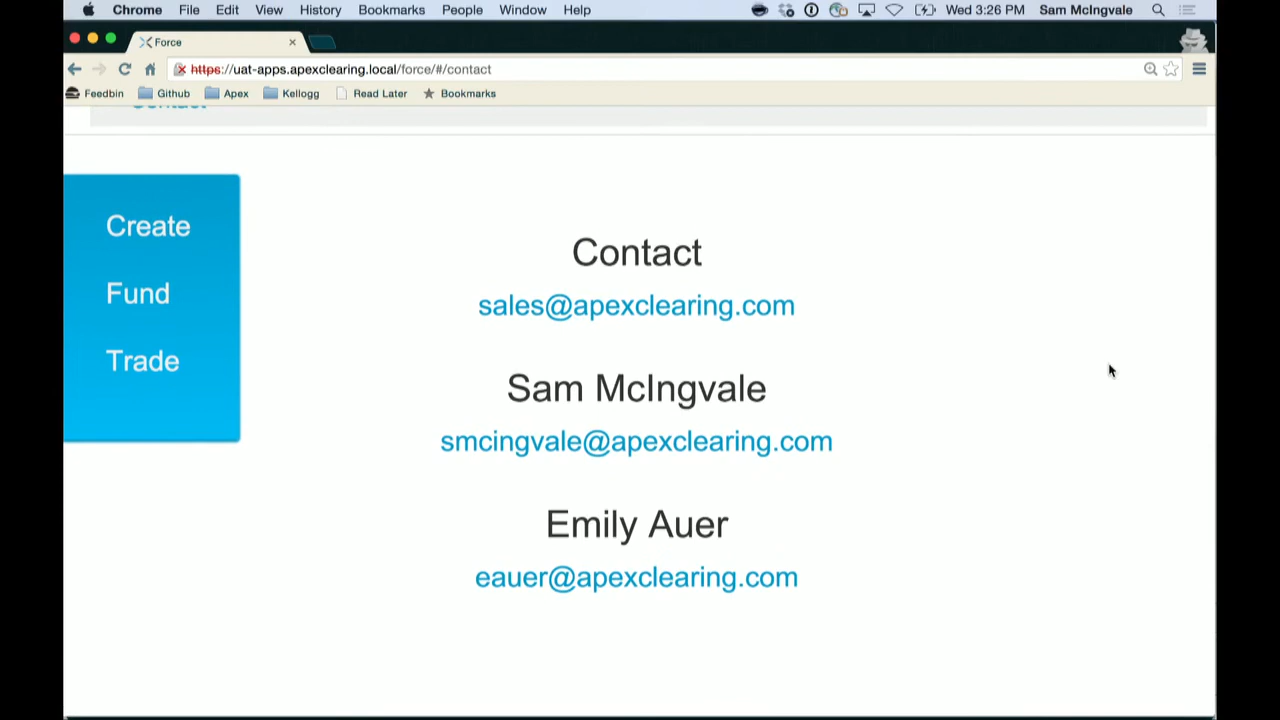 Chrome File Edit View History Bookmarks People Window Help Wed 3:26 PM Sam McIngvale
Force
https://uat-apps.apexclearing.local/force/#/contact
Feedbin Github Apex Kellogg Read Later Bookmarks
Contact
Create
Fund
Trade
Contact
sales@apexclearing.com
Sam McIngvale
smcingvale@apexclearing.com
Emily Auer
eauer@apexclearing.com